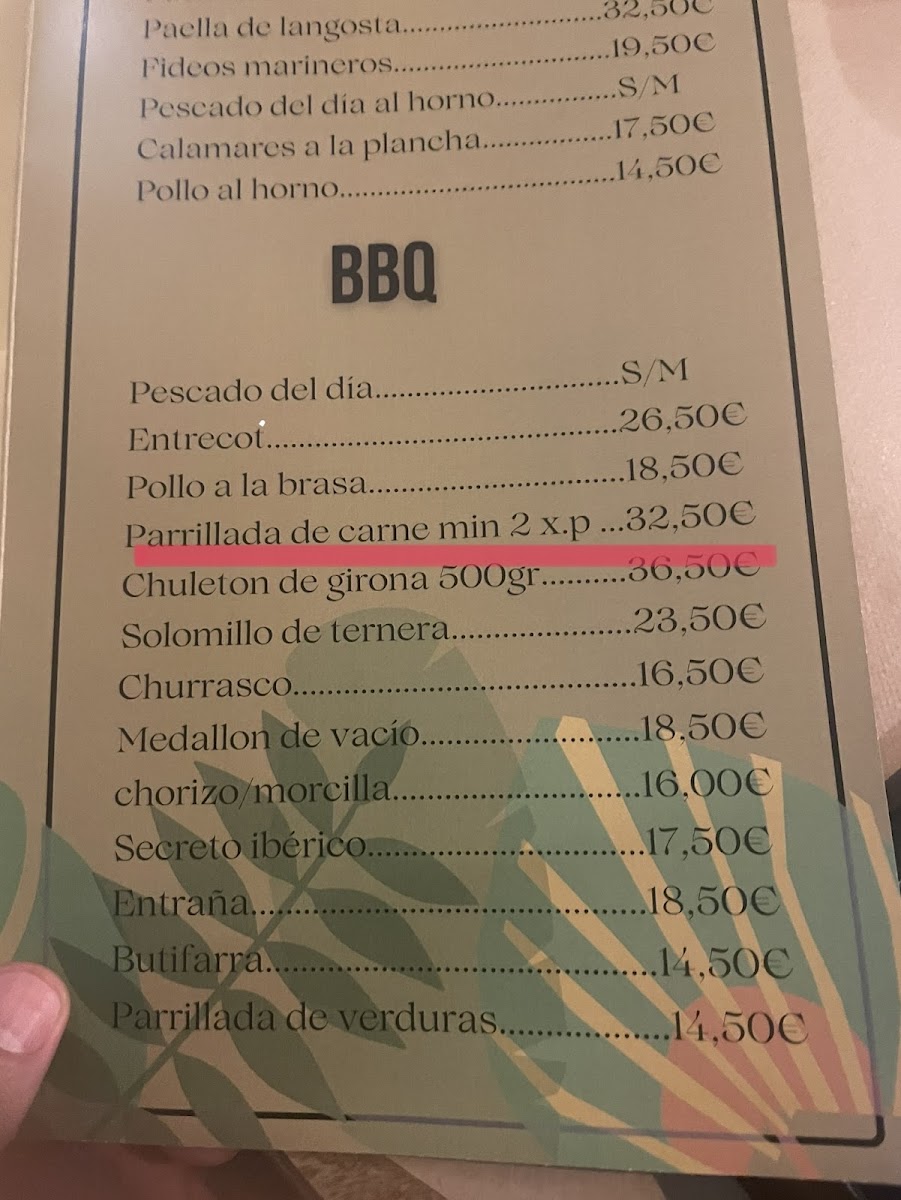 Paella de langosta..............................32,50€
Fideos marineros.................................19,50€
Pescado del día al horno..................S/M
Calamares a la plancha....................17,50€
Pollo al horno..........................................14,50€
BBQ
Pescado del día....................................S/M
Entrecot....................................................26,50€
Pollo a la brasa.....................................18,50€
Parrillada de carne min 2 x.p ...32,50€
Chuleton de girona 500gr..........36,50€
Solomillo de ternera.......................23,50€
Churrasco...............................................16,50€
Medallon de vacío............................18,50€
chorizo/morcilla................................16,00€
Secreto ibérico...................................17,50€
Entraña....................................................18,50€
Butifarra...................................................14,50€
Parrillada de verduras......................14,50€